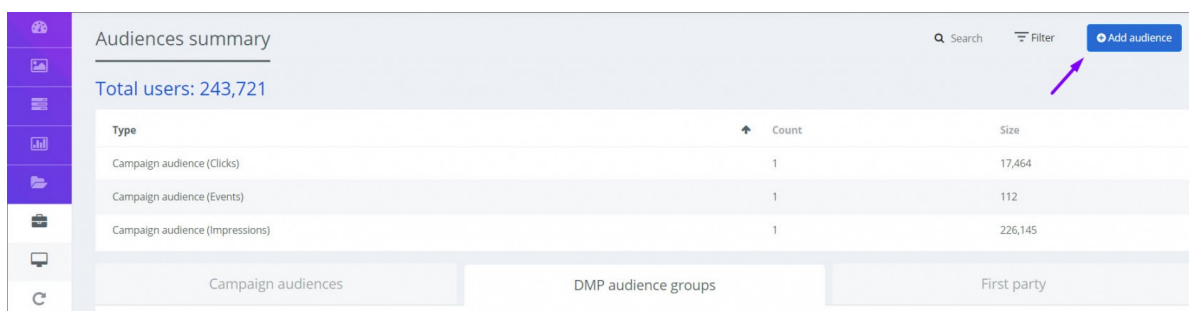 Audiences summary
Search Filter Add audience
Total users: 243,721
Type Count Size
Campaign audience (Clicks) 1 17,464
Campaign audience (Events) 1 112
Campaign audience (Impressions) 1 226,145
Campaign audiences DMP audience groups First party